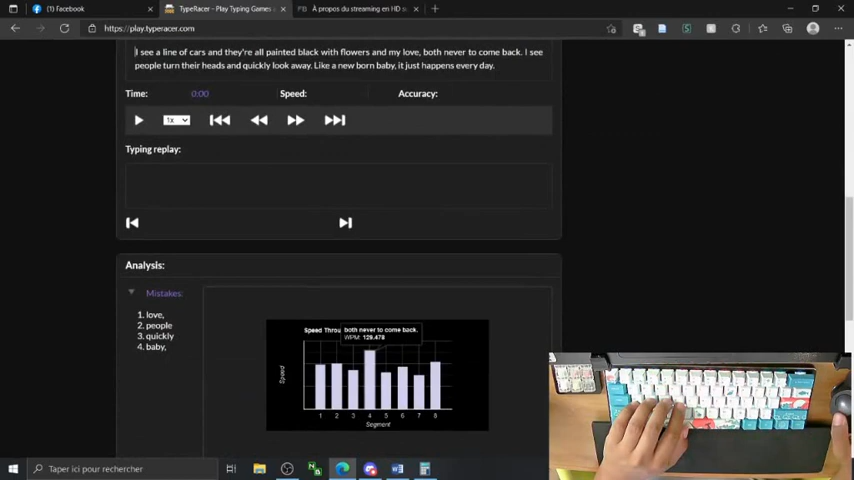 Facebook
TypeRacer - Play Typing Games a
À propos du streaming en HD su
https://play.typeracer.com
I see a line of cars and they're all painted black with flowers and my love, both never to come back. I see
people turn their heads and quickly look away. Like a new born baby, it just happens every day.
Time: 0:00 Speed: Accuracy:
1x
Typing replay:
Analysis:
Mistakes:
1. love,
2. people
3. quickly
4. baby,
Speed Throu
both never to come back.
WPM: 129.478
Speed
1 2 3 4 5 6 7 8
Segment
Taper ici pour rechercher